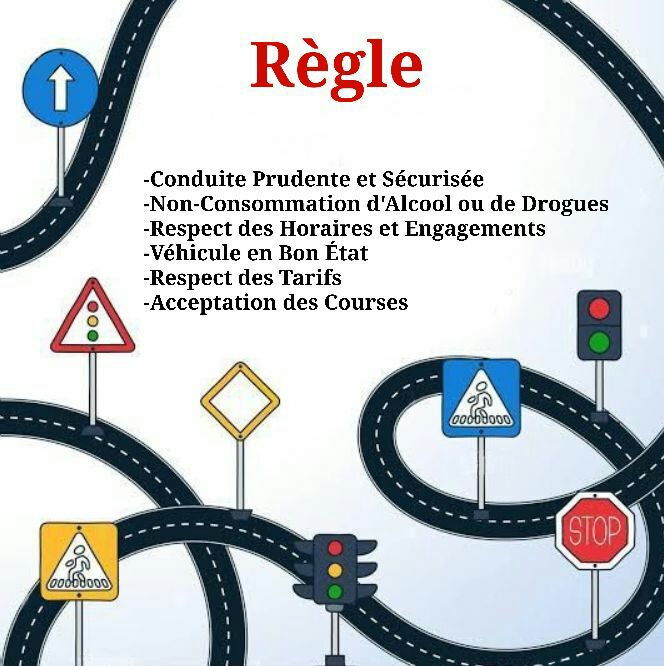 Règle
-Conduite Prudente et Sécurisée
-Non-Consommation d'Alcool ou de Drogues
-Respect des Horaires et Engagements
-Véhicule en Bon État
-Respect des Tarifs
-Acceptation des Courses
STOP